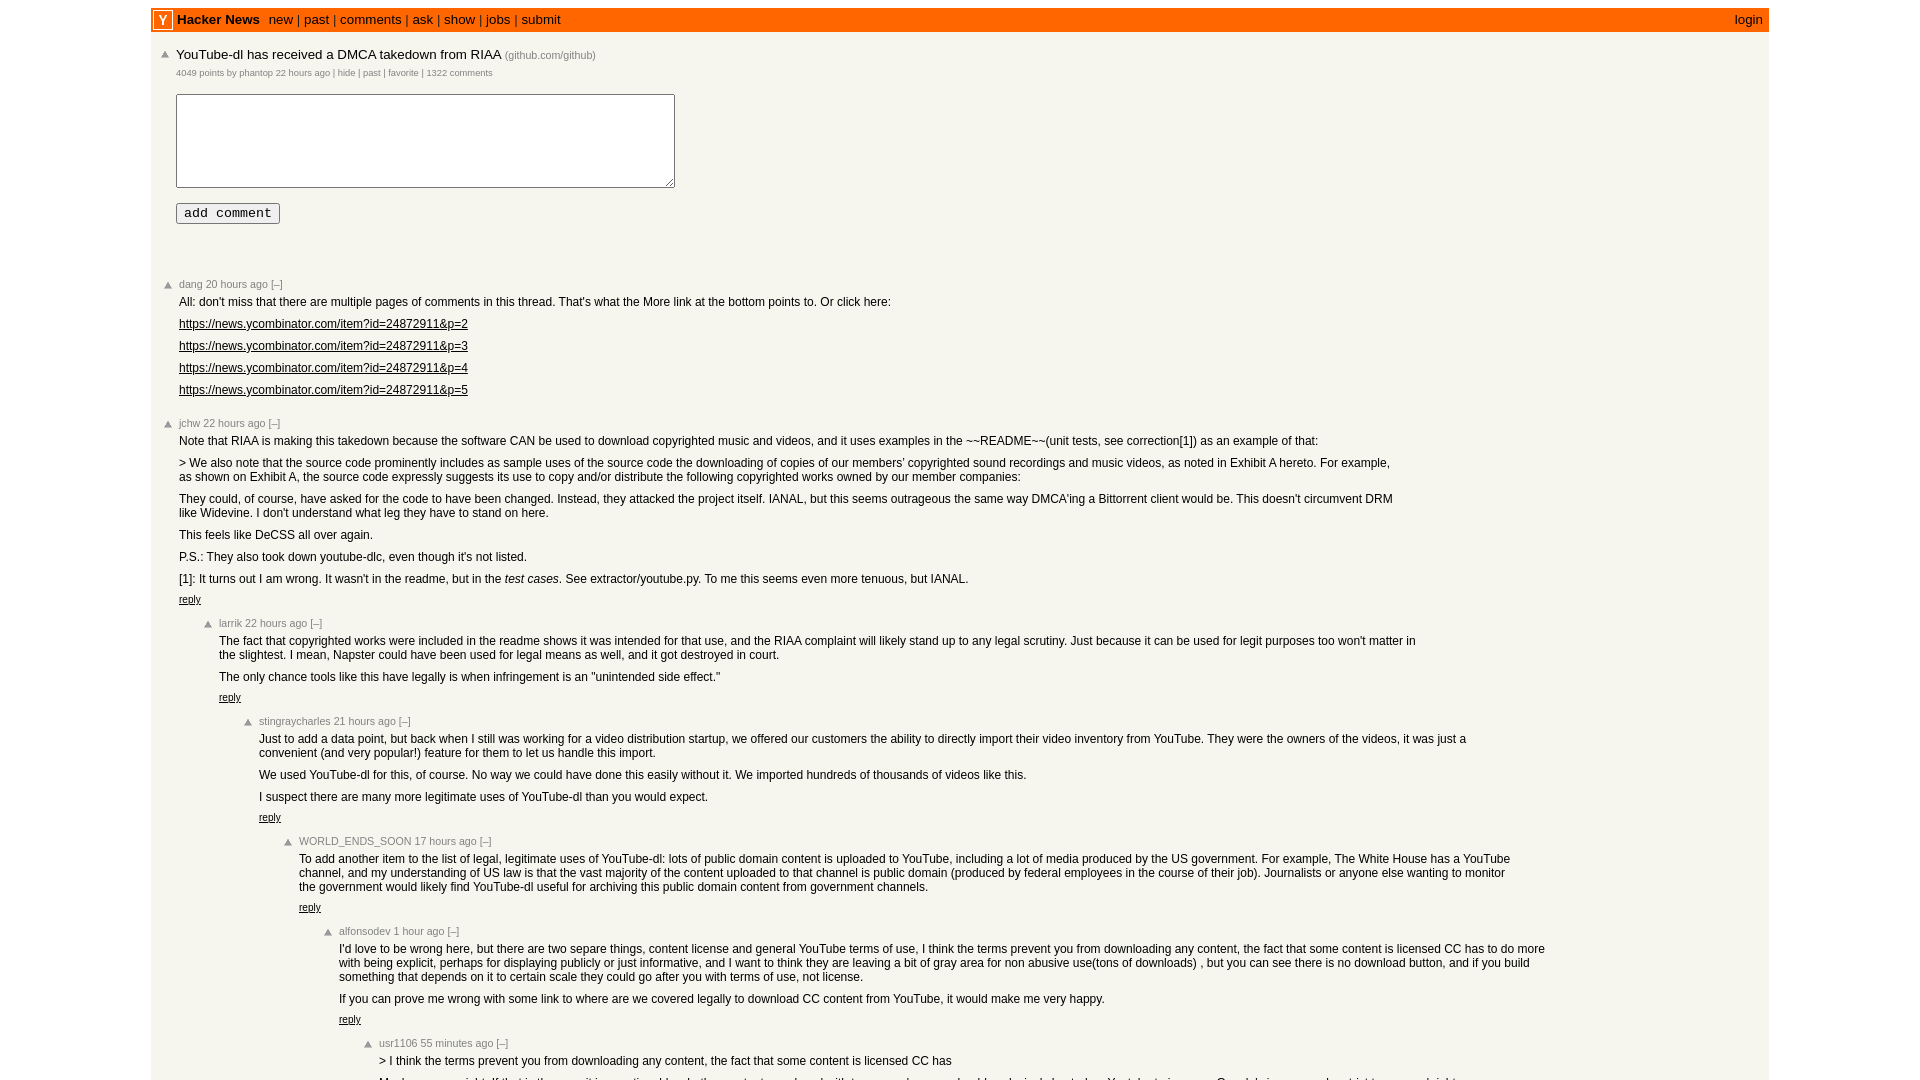 Y Hacker News new | past | comments | ask | show | jobs | submit login
YouTube-dl has received a DMCA takedown from RIAA (github.com/github)
4049 points by phantop 22 hours ago | hide | past | favorite | 1322 comments
add comment
dang 20 hours ago [–]
All: don't miss that there are multiple pages of comments in this thread. That's what the More link at the bottom points to. Or click here:
https://news.ycombinator.com/item?id=24872911&p=2
https://news.ycombinator.com/item?id=24872911&p=3
https://news.ycombinator.com/item?id=24872911&p=4
https://news.ycombinator.com/item?id=24872911&p=5
jchw 22 hours ago [–]
Note that RIAA is making this takedown because the software CAN be used to download copyrighted music and videos, and it uses examples in the ~~README~~(unit tests, see correction[1]) as an example of that:
> We also note that the source code prominently includes as sample uses of the source code the downloading of copies of our members’ copyrighted sound recordings and music videos, as noted in Exhibit A hereto. For example,
as shown on Exhibit A, the source code expressly suggests its use to copy and/or distribute the following copyrighted works owned by our member companies:
They could, of course, have asked for the code to have been changed. Instead, they attacked the project itself. IANAL, but this seems outrageous the same way DMCA'ing a Bittorrent client would be. This doesn't circumvent DRM
like Widevine. I don't understand what leg they have to stand on here.
This feels like DeCSS all over again.
P.S.: They also took down youtube-dlc, even though it's not listed.
[1]: It turns out I am wrong. It wasn't in the readme, but in the test cases. See extractor/youtube.py. To me this seems even more tenuous, but IANAL.
reply
larrik 22 hours ago [–]
The fact that copyrighted works were included in the readme shows it was intended for that use, and the RIAA complaint will likely stand up to any legal scrutiny. Just because it can be used for legit purposes too won't matter in
the slightest. I mean, Napster could have been used for legal means as well, and it got destroyed in court.
The only chance tools like this have legally is when infringement is an "unintended side effect."
reply
stingraycharles 21 hours ago [–]
Just to add a data point, but back when I still was working for a video distribution startup, we offered our customers the ability to directly import their video inventory from YouTube. They were the owners of the videos, it was just a
convenient (and very popular!) feature for them to let us handle this import.
We used YouTube-dl for this, of course. No way we could have done this easily without it. We imported hundreds of thousands of videos like this.
I suspect there are many more legitimate uses of YouTube-dl than you would expect.
reply
WORLD_ENDS_SOON 17 hours ago [–]
To add another item to the list of legal, legitimate uses of YouTube-dl: lots of public domain content is uploaded to YouTube, including a lot of media produced by the US government. For example, The White House has a YouTube
channel, and my understanding of US law is that the vast majority of the content uploaded to that channel is public domain (produced by federal employees in the course of their job). Journalists or anyone else wanting to monitor
the government would likely find YouTube-dl useful for archiving this public domain content from government channels.
reply
alfonsodev 1 hour ago [–]
I'd love to be wrong here, but there are two separe things, content license and general YouTube terms of use, I think the terms prevent you from downloading any content, the fact that some content is licensed CC has to do more
with being explicit, perhaps for displaying publicly or just informative, and I want to think they are leaving a bit of gray area for non abusive use(tons of downloads) , but you can see there is no download button, and if you build
something that depends on it to certain scale they could go after you with terms of use, not license.
If you can prove me wrong with some link to where are we covered legally to download CC content from YouTube, it would make me very happy.
reply
usr1106 55 minutes ago [–]
> I think the terms prevent you from downloading any content, the fact that some content is licensed CC has